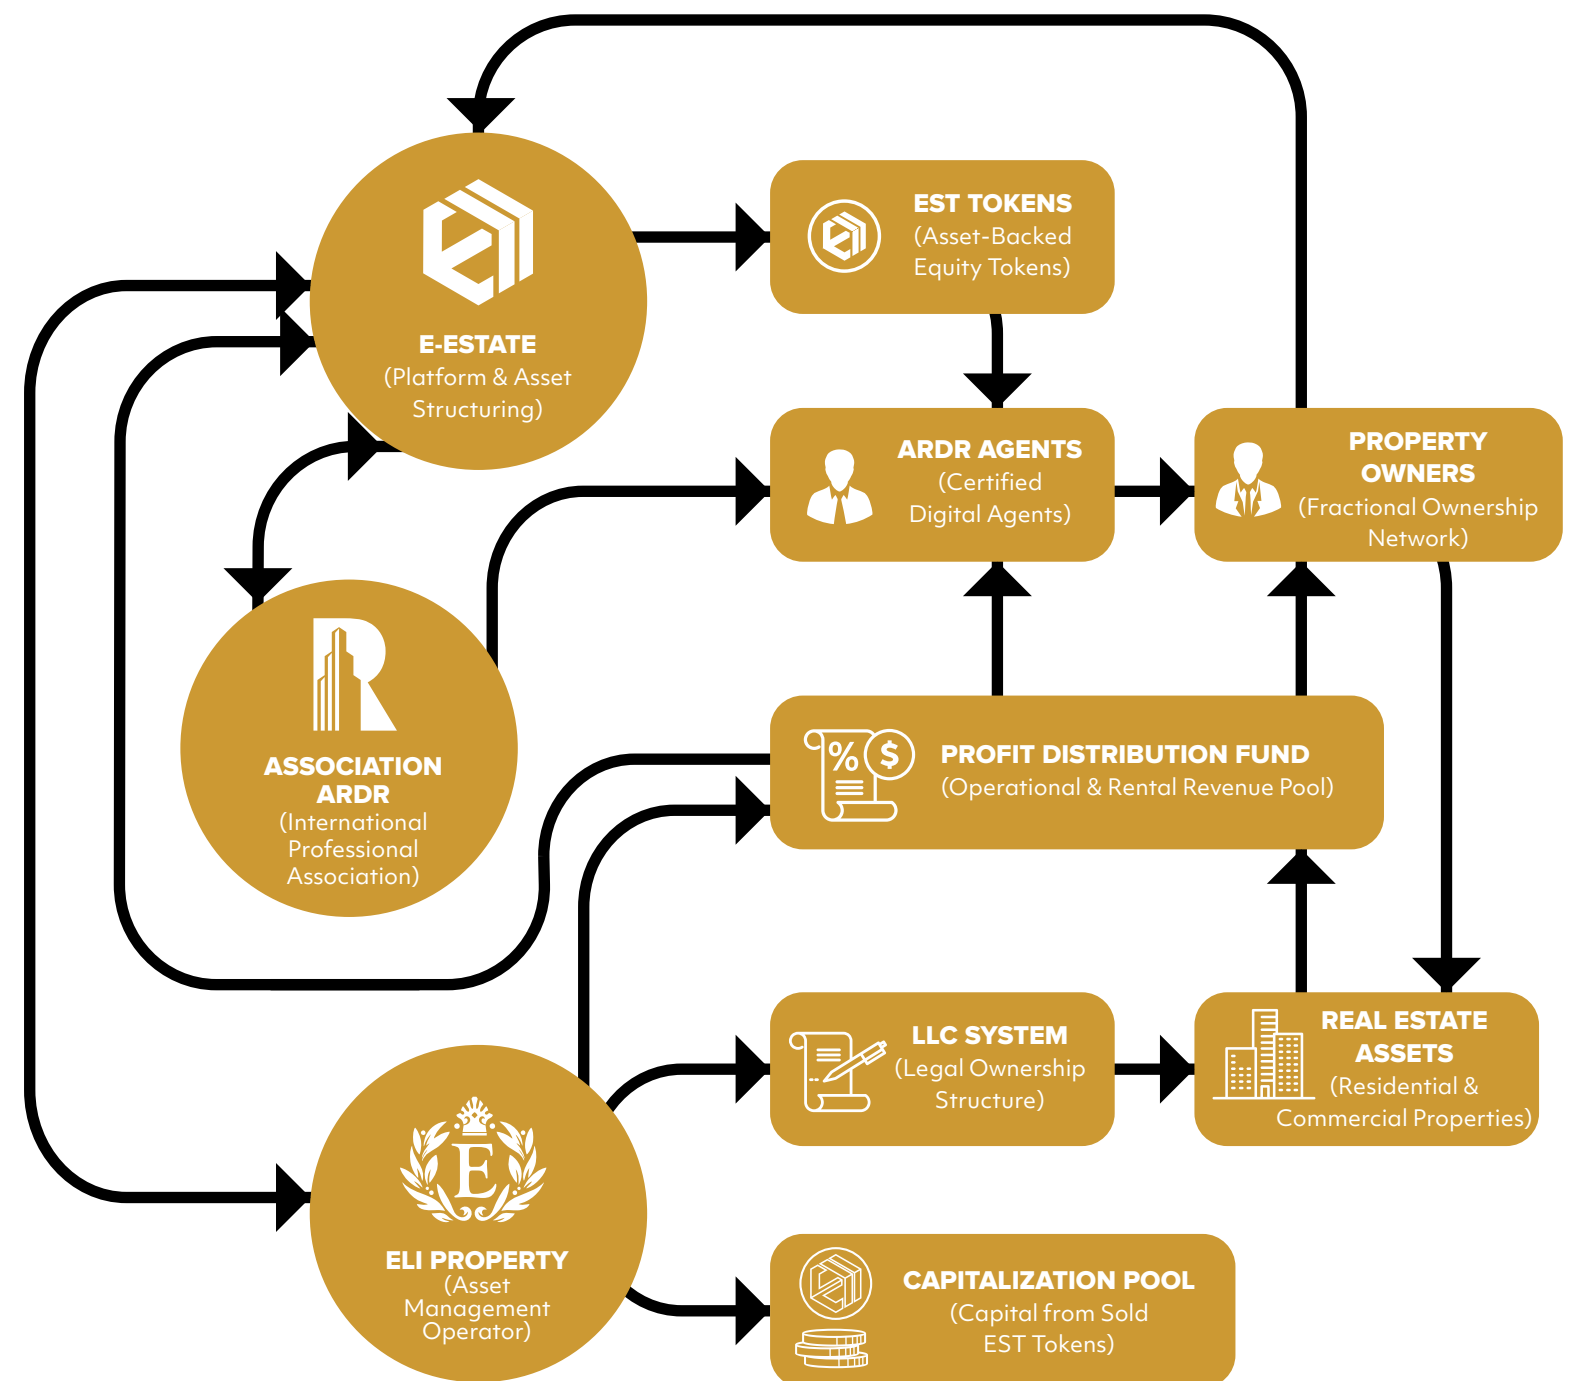 E-ESTATE
(Platform & Asset
Structuring)
EST TOKENS
(Asset-Backed
Equity Tokens)
ARDR AGENTS
(Certified
Digital Agents)
PROPERTY
OWNERS
(Fractional Ownership
Network)
R
ASSOCIATION
ARDR
(International
Professional
Association)
% $
PROFIT DISTRIBUTION FUND
(Operational & Rental Revenue Pool)
LLC SYSTEM
(Legal Ownership
Structure)
REAL ESTATE
ASSETS
(Residential &
Commercial Properties)
E
ELI PROPERTY
(Asset
Management
Operator)
CAPITALIZATION POOL
(Capital from Sold
EST Tokens)